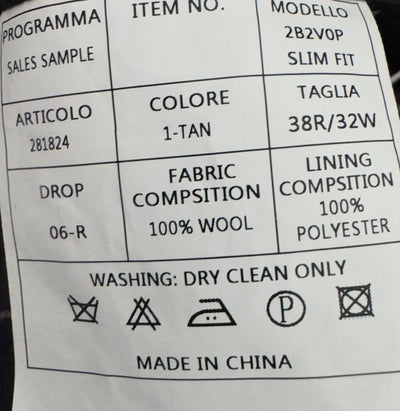 PROGRAMMA
SALES SAMPLE
ITEM NO.
MODELLO
2B2V0P
SLIM FIT
ARTICOLO
281824
COLORE
1-TAN
TAGLIA
38R/32W
DROP
06-R
FABRIC
COMPSITION
100% WOOL
LINING
COMPSITION
100%
POLYESTER
WASHING: DRY CLEAN ONLY
P
MADE IN CHINA